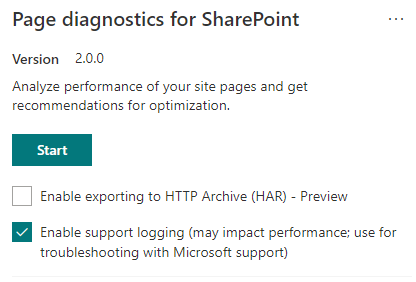 Page diagnostics for SharePoint
Version 2.0.0
Analyze performance of your site pages and get
recommendations for optimization.
Start
Enable exporting to HTTP Archive (HAR) - Preview
Enable support logging (may impact performance; use for
troubleshooting with Microsoft support)